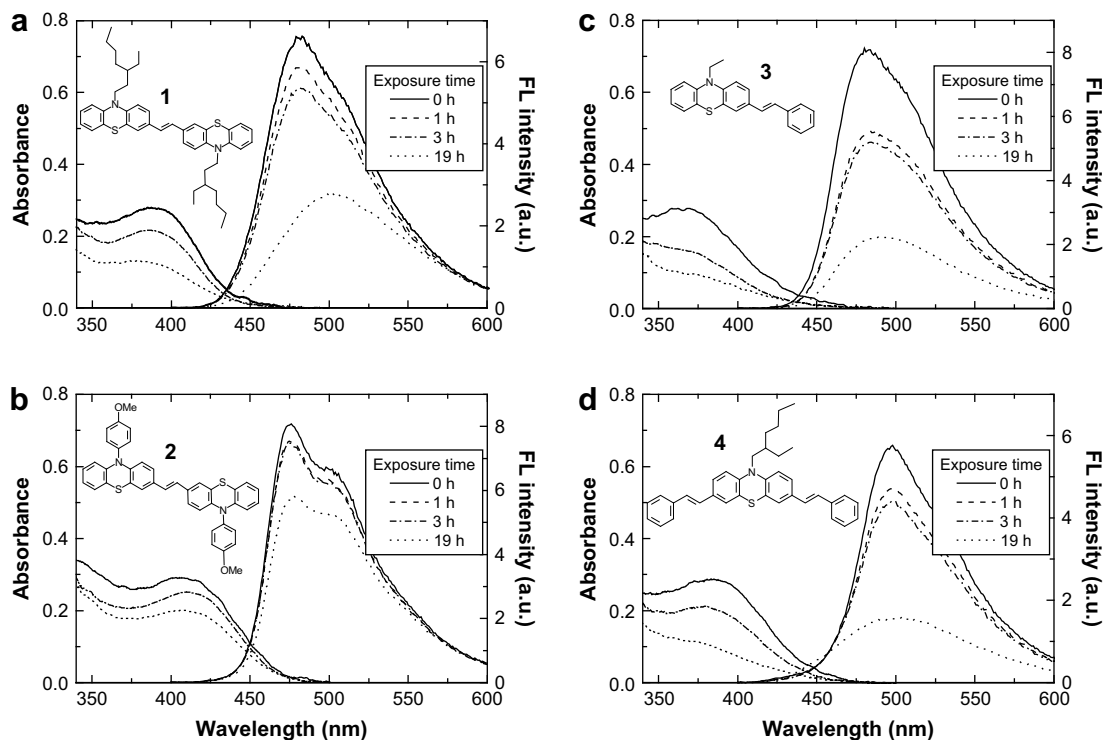 a
1
N
S
S
N
Exposure time
0 h
1 h
3 h
19 h
Absorbance
0.8
0.6
0.4
0.2
0.0
FL intensity (a.u.)
6
4
2
0
350 400 450 500 550 600
c
3
N
S
Exposure time
0 h
1 h
3 h
19 h
Absorbance
0.8
0.6
0.4
0.2
0.0
FL intensity (a.u.)
8
6
4
2
0
350 400 450 500 550 600
b
2
OMe
N
S
S
N
OMe
Exposure time
0 h
1 h
3 h
19 h
Absorbance
0.8
0.6
0.4
0.2
0.0
FL intensity (a.u.)
8
6
4
2
0
350 400 450 500 550 600
Wavelength (nm)
d
4
N
S
Exposure time
0 h
1 h
3 h
19 h
Absorbance
0.8
0.6
0.4
0.2
0.0
FL intensity (a.u.)
6
4
2
0
350 400 450 500 550 600
Wavelength (nm)